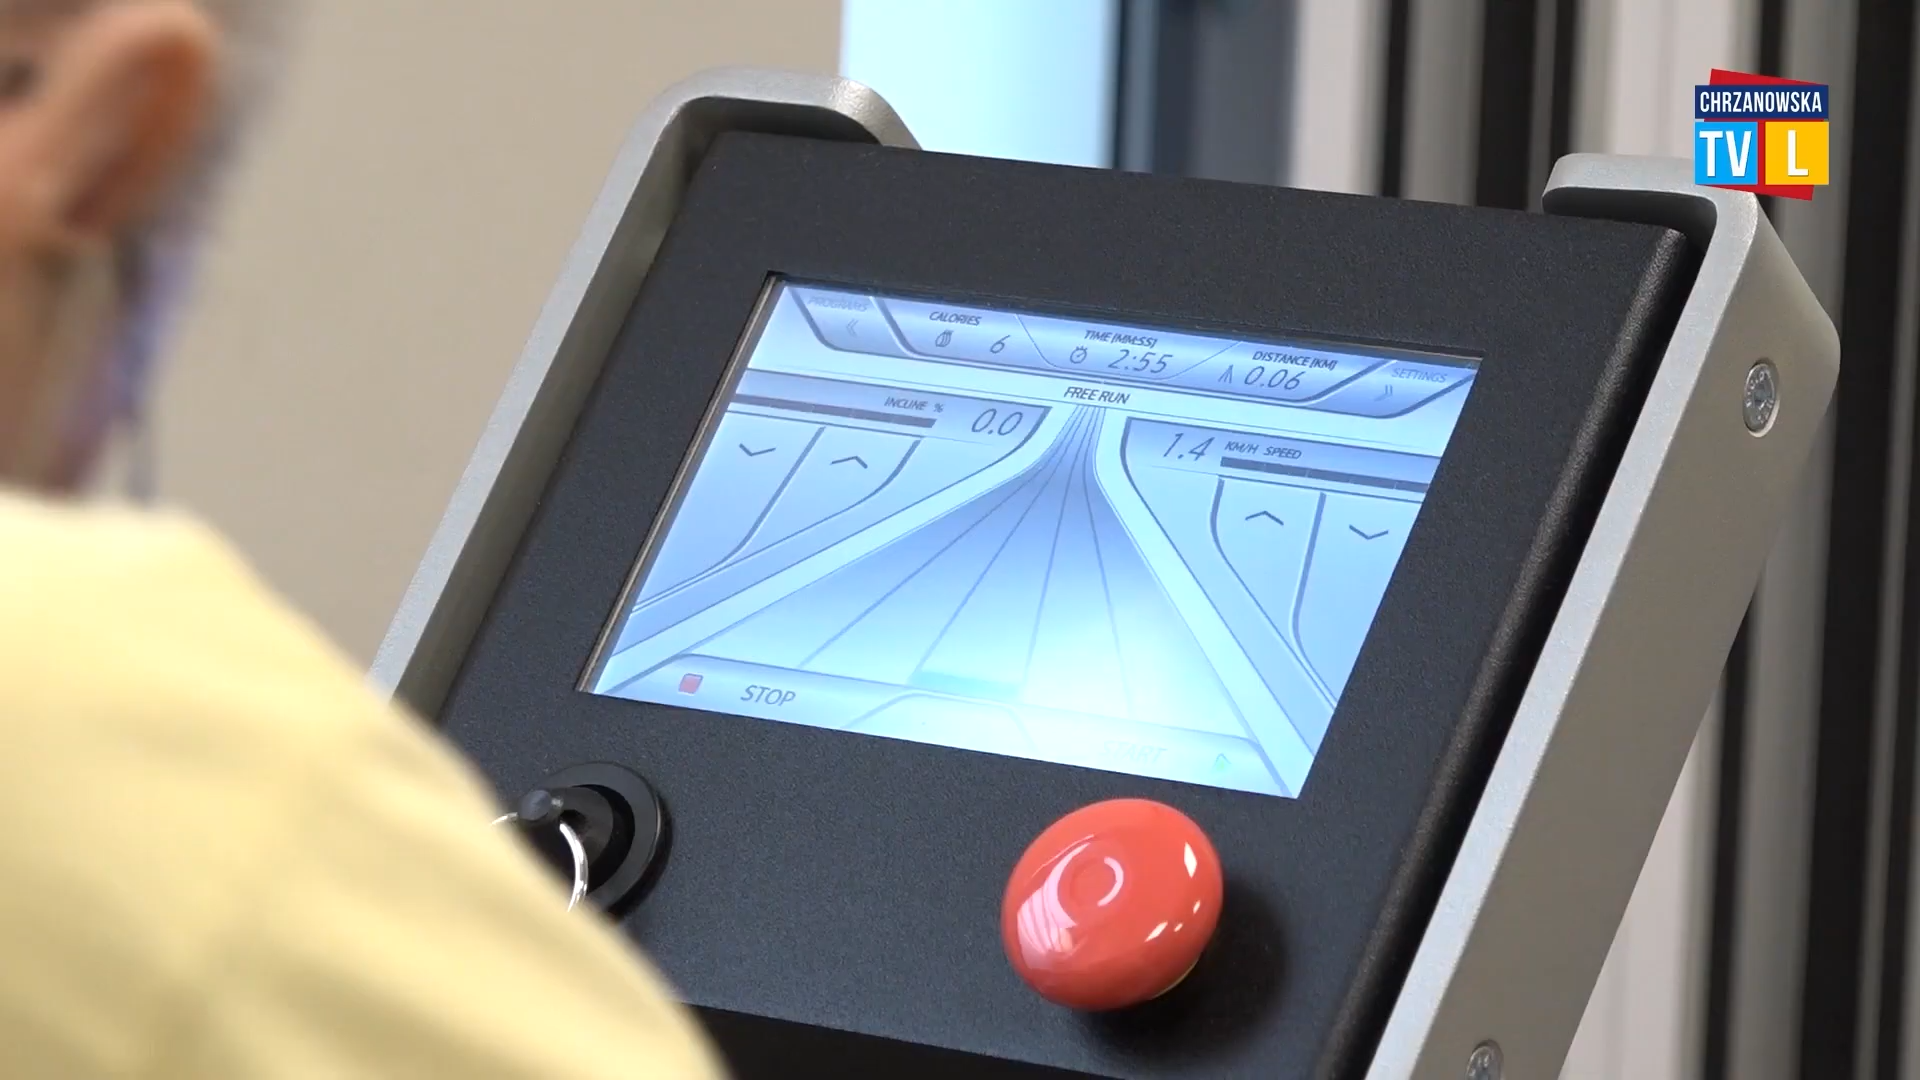 CHRZANOWSKA
TV L
PROGRAMS
CALORIES
6
TIME [MM:SS]
2:55
DISTANCE [KM]
0.06
SETTINGS
FREE RUN
INCLINE %
0.0
1.4
KM/H SPEED
STOP
START